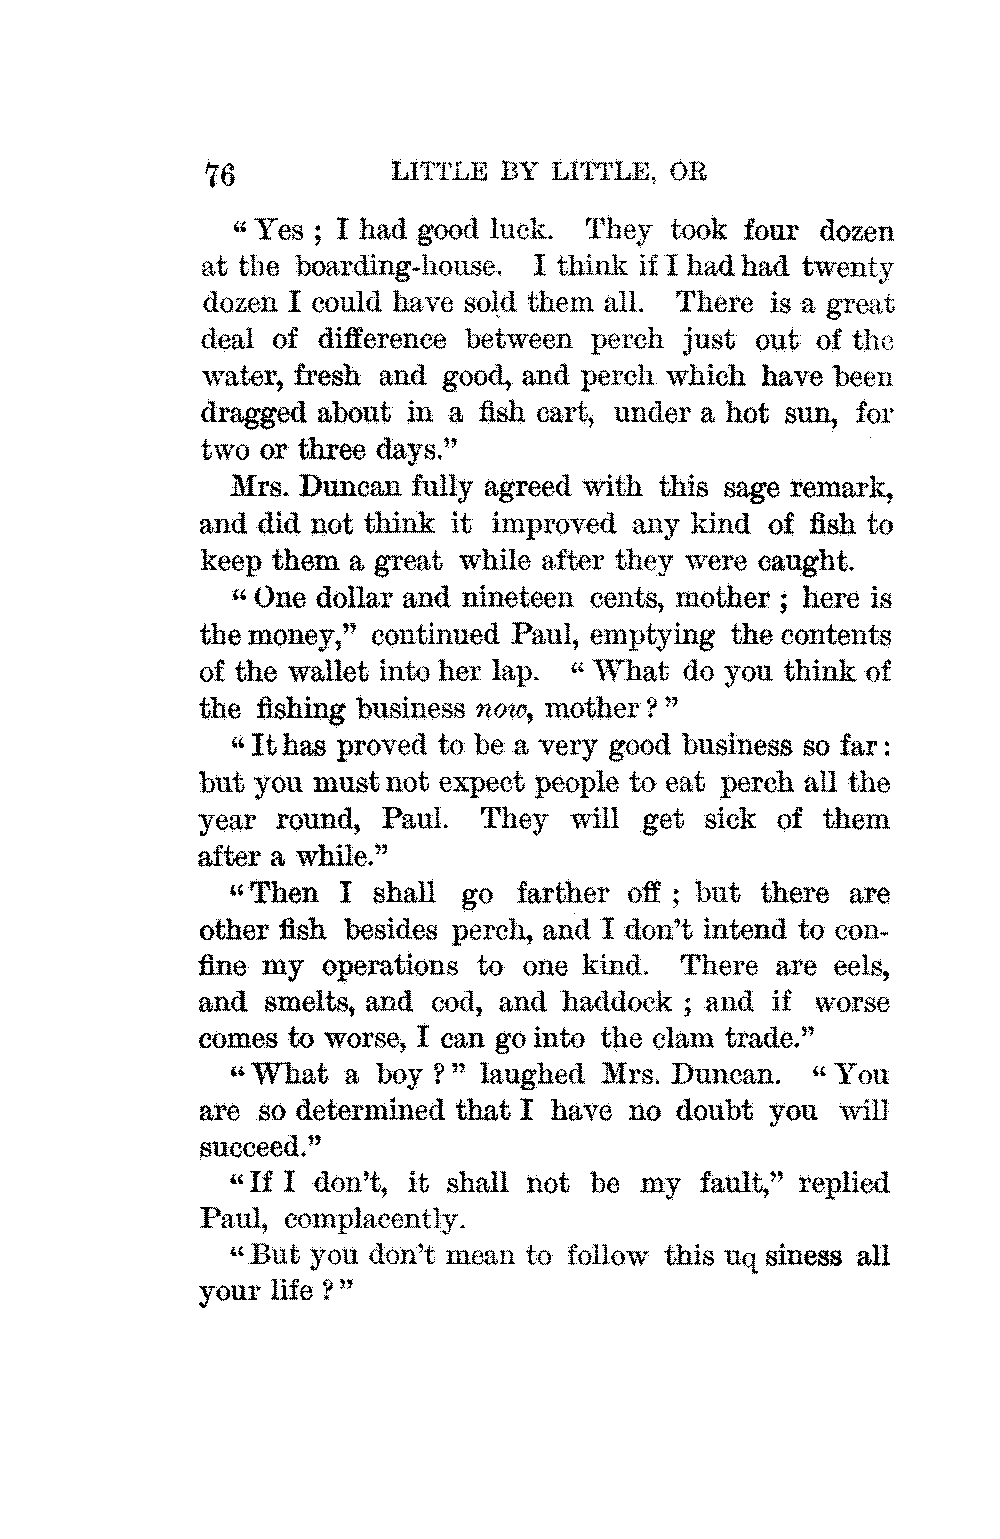 76 LITTLE BY LITTLE, OR
“Yes ; I had good luck. They took four dozen
at the boarding-house. I think if I had had twenty
dozen I could have sold them all. There is a great
deal of difference between perch just out of the
water, fresh and good, and perch which have been
dragged about in a fish cart, under a hot sun, for
two or three days.”
Mrs. Duncan fully agreed with this sage remark,
and did not think it improved any kind of fish to
keep them a great while after they were caught.
“One dollar and nineteen cents, mother ; here is
the money,” continued Paul, emptying the contents
of the wallet into her lap. “What do you think of
the fishing business now, mother ?”
“It has proved to be a very good business so far :
but you must not expect people to eat perch all the
year round, Paul. They will get sick of them
after a while.”
“Then I shall go farther off ; but there are
other fish besides perch, and I don’t intend to con-
fine my operations to one kind. There are eels,
and smelts, and cod, and haddock ; and if worse
comes to worse, I can go into the clam trade.”
“What a boy ?” laughed Mrs. Duncan. “You
are so determined that I have no doubt you will
succeed.”
“If I don’t, it shall not be my fault,” replied
Paul, complacently.
“But you don’t mean to follow this uq siness all
your life ?”